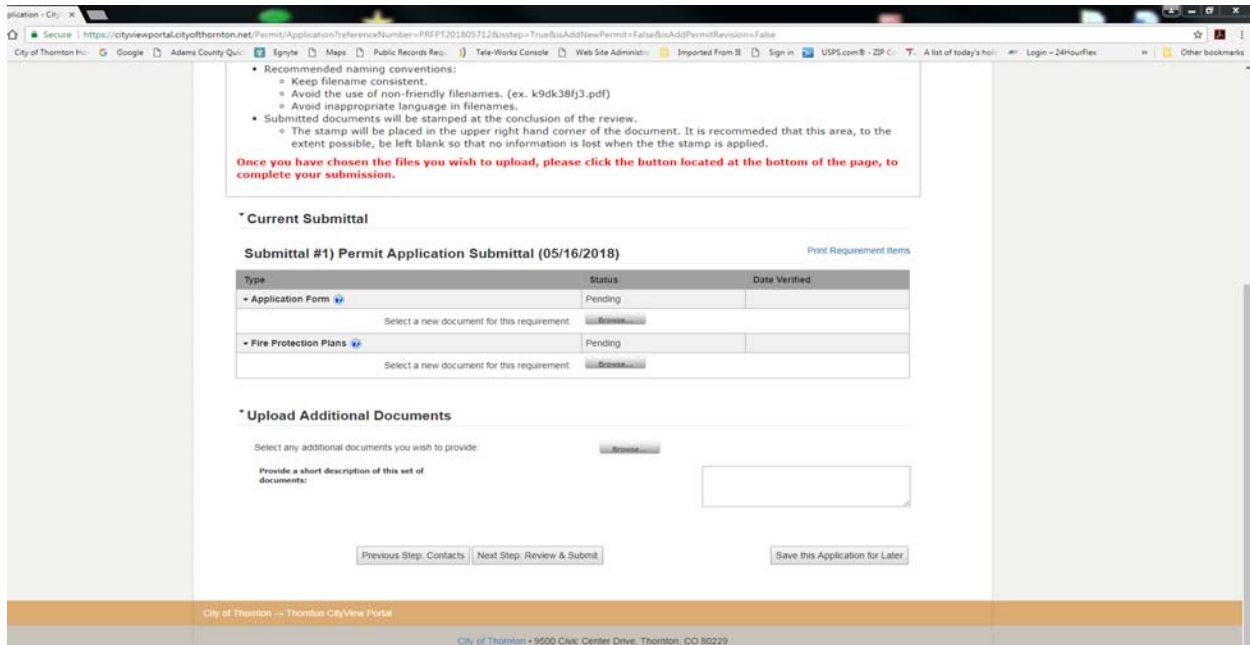 plication - City
Secure | https://cityviewportal.cityofthornton.net/Permit/Application?referenceNumber=PRFPT201805712&isstep=True&isAddNewPermit=False&isAddPermitRevision=False
City of Thornton Ho Google Adams County Quic Egnyte Maps Public Records Req Tele-Works Console Web Site Administ Imported From IE Sign in USPS.com® - ZIP C A list of today's hol Login - 24HourFlex » Other bookmarks
• Recommended naming conventions:
Keep filename consistent.
Avoid the use of non-friendly filenames. (ex. k9dk38fj3.pdf)
Avoid inappropriate language in filenames.
• Submitted documents will be stamped at the conclusion of the review.
The stamp will be placed in the upper right hand corner of the document. It is recommeded that this area, to the
extent possible, be left blank so that no information is lost when the the stamp is applied.
Once you have chosen the files you wish to upload, please click the button located at the bottom of the page, to
complete your submission.
Current Submittal
Submittal #1) Permit Application Submittal (05/16/2018) Print Requirement Items
Type Status Date Verified
Application Form Pending
Select a new document for this requirement: Browse...
Fire Protection Plans Pending
Select a new document for this requirement: Browse...
Upload Additional Documents
Select any additional documents you wish to provide: Browse...
Provide a short description of this set of
documents:
Previous Step: Contacts Next Step: Review & Submit Save this Application for Later
City of Thornton — Thornton CityView Portal
City of Thornton • 9500 Civic Center Drive, Thornton, CO 80229